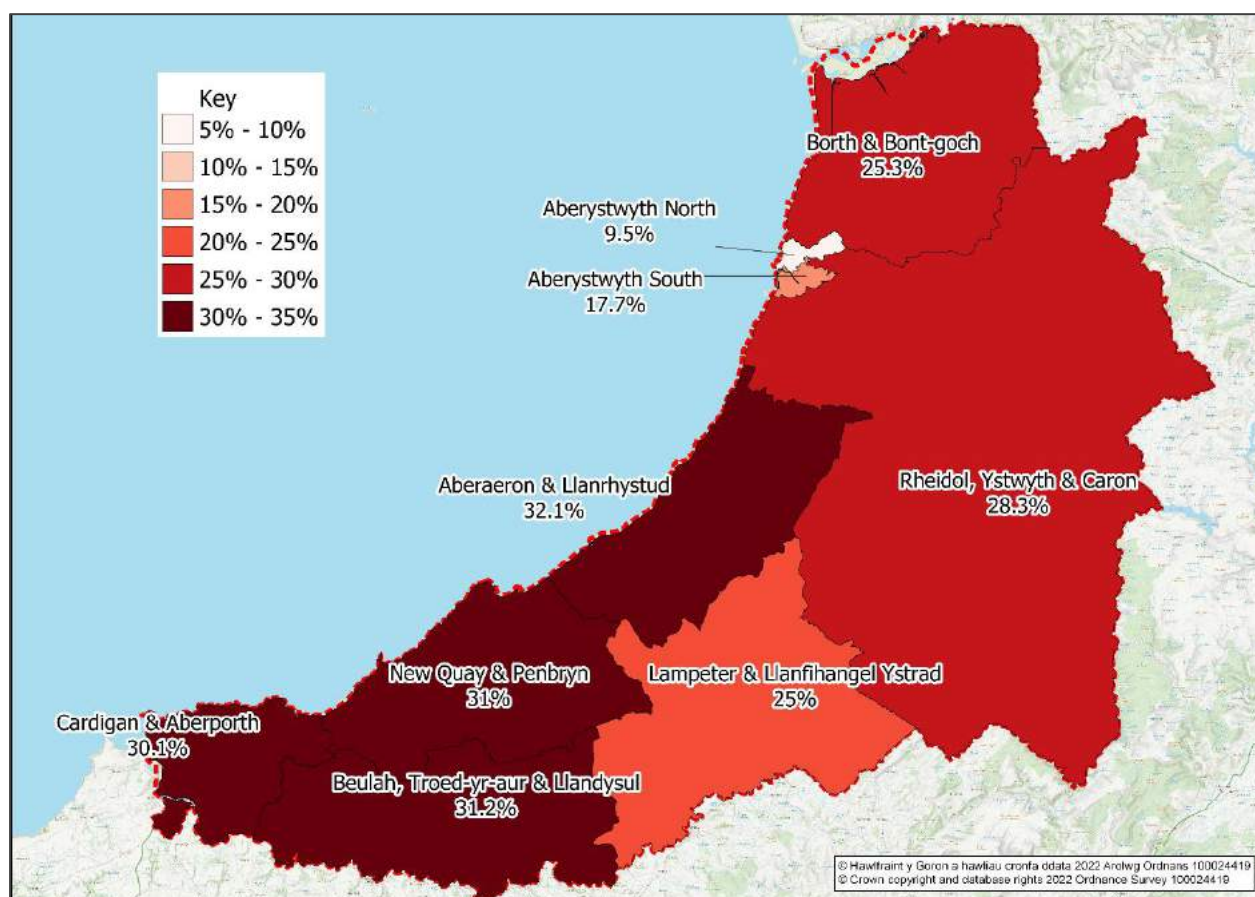 Key
5% - 10%
10% - 15%
15% - 20%
20% - 25%
25% - 30%
30% - 35%
Borth & Bont-goch
25.3%
Aberystwyth North
9.5%
Aberystwyth South
17.7%
Aberaeron & Llanrhystud
32.1%
Rheidol, Ystwyth & Caron
28.3%
New Quay & Penbryn
31%
Lampeter & Llanfihangel Ystrad
25%
Cardigan & Aberporth
30.1%
Beulah, Troed-yr-aur & Llandysul
31.2%
© Hawlfraint y Goron a hawliau cronfa ddata 2022 Arolwg Ordnans 100024419
© Crown copyright and database rights 2022 Ordnance Survey 100024419